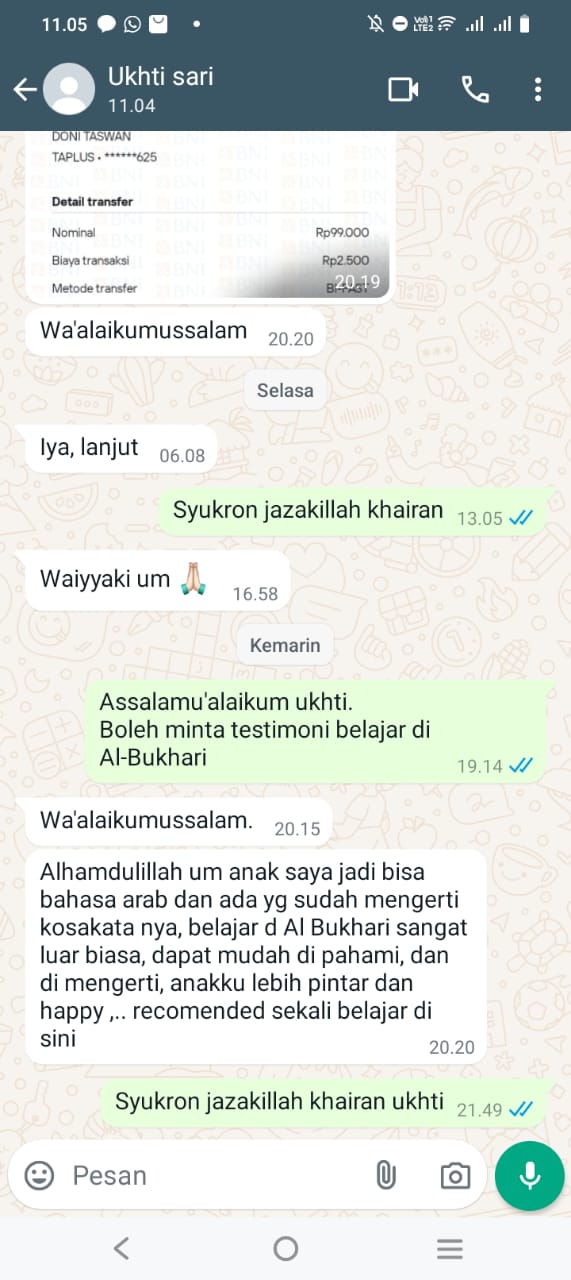 11.05
Vo1
LTE2
Ukhti sari
11.04
DONI TASWAN
TAPLUS • ******625
Detail transfer
Nominal Rp99.000
Biaya transaksi Rp2.500
Metode transfer BI-FAST
20.19
Wa'alaikumussalam 20.20
Selasa
Iya, lanjut 06.08
Syukron jazakillah khairan 13.05
Waiyyaki um 🙏🏻 16.58
Kemarin
Assalamu'alaikum ukhti.
Boleh minta testimoni belajar di
Al-Bukhari 19.14
Wa'alaikumussalam. 20.15
Alhamdulillah um anak saya jadi bisa
bahasa arab dan ada yg sudah mengerti
kosakata nya, belajar d Al Bukhari sangat
luar biasa, dapat mudah di pahami, dan
di mengerti, anakku lebih pintar dan
happy ,.. recomended sekali belajar di
sini 20.20
Syukron jazakillah khairan ukhti 21.49
Pesan